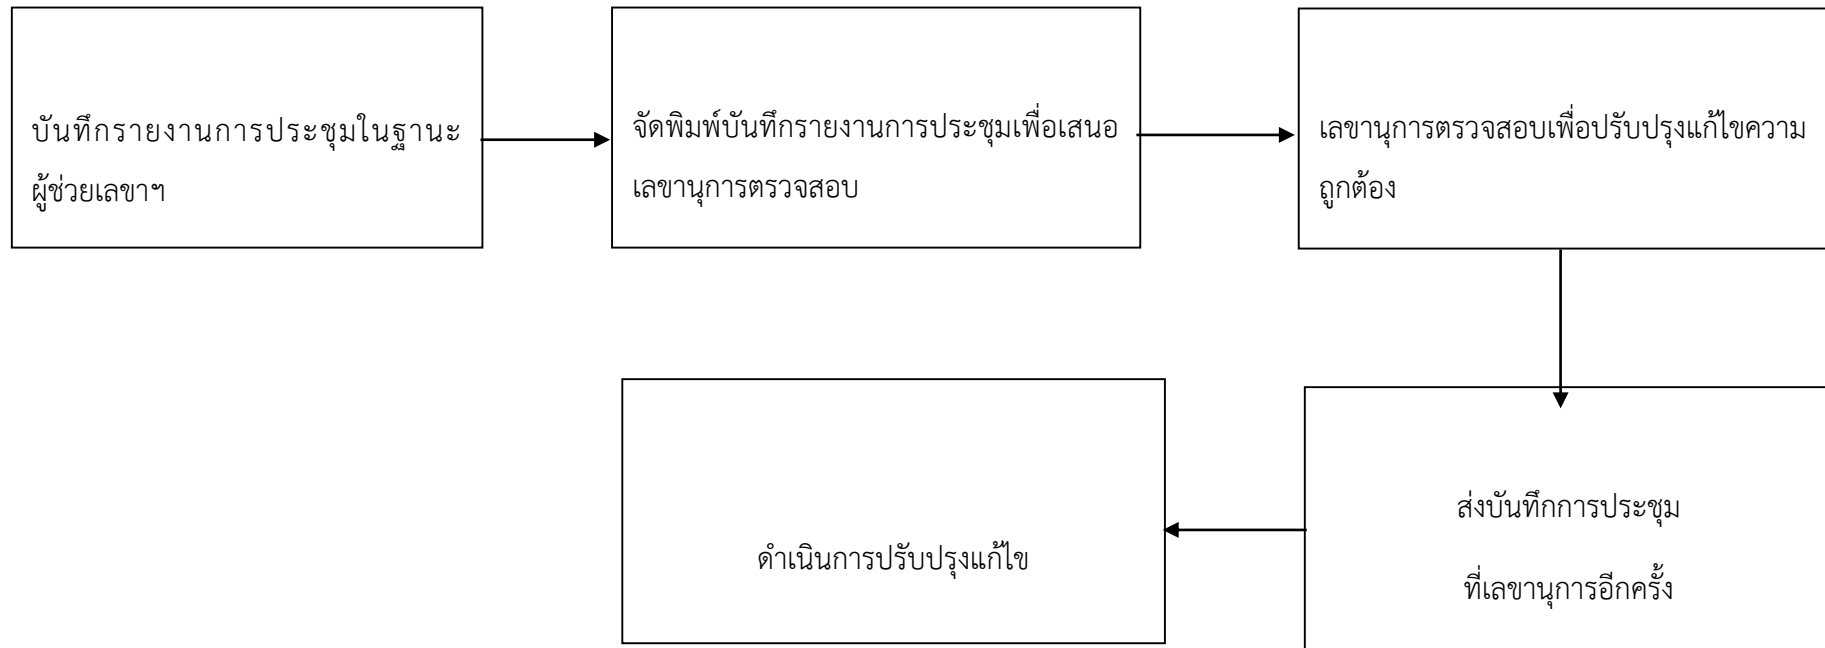 บันทึกรายงานการประชุมในฐานะ
ผู้ช่วยเลขาฯ
จัดพิมพ์บันทึกรายงานการประชุมเพื่อเสนอ
เลขานุการตรวจสอบ
เลขานุการตรวจสอบเพื่อปรับปรุงแก้ไขความ
ถูกต้อง
ส่งบันทึกการประชุม
ที่เลขานุการอีกครั้ง
ดำเนินการปรับปรุงแก้ไข